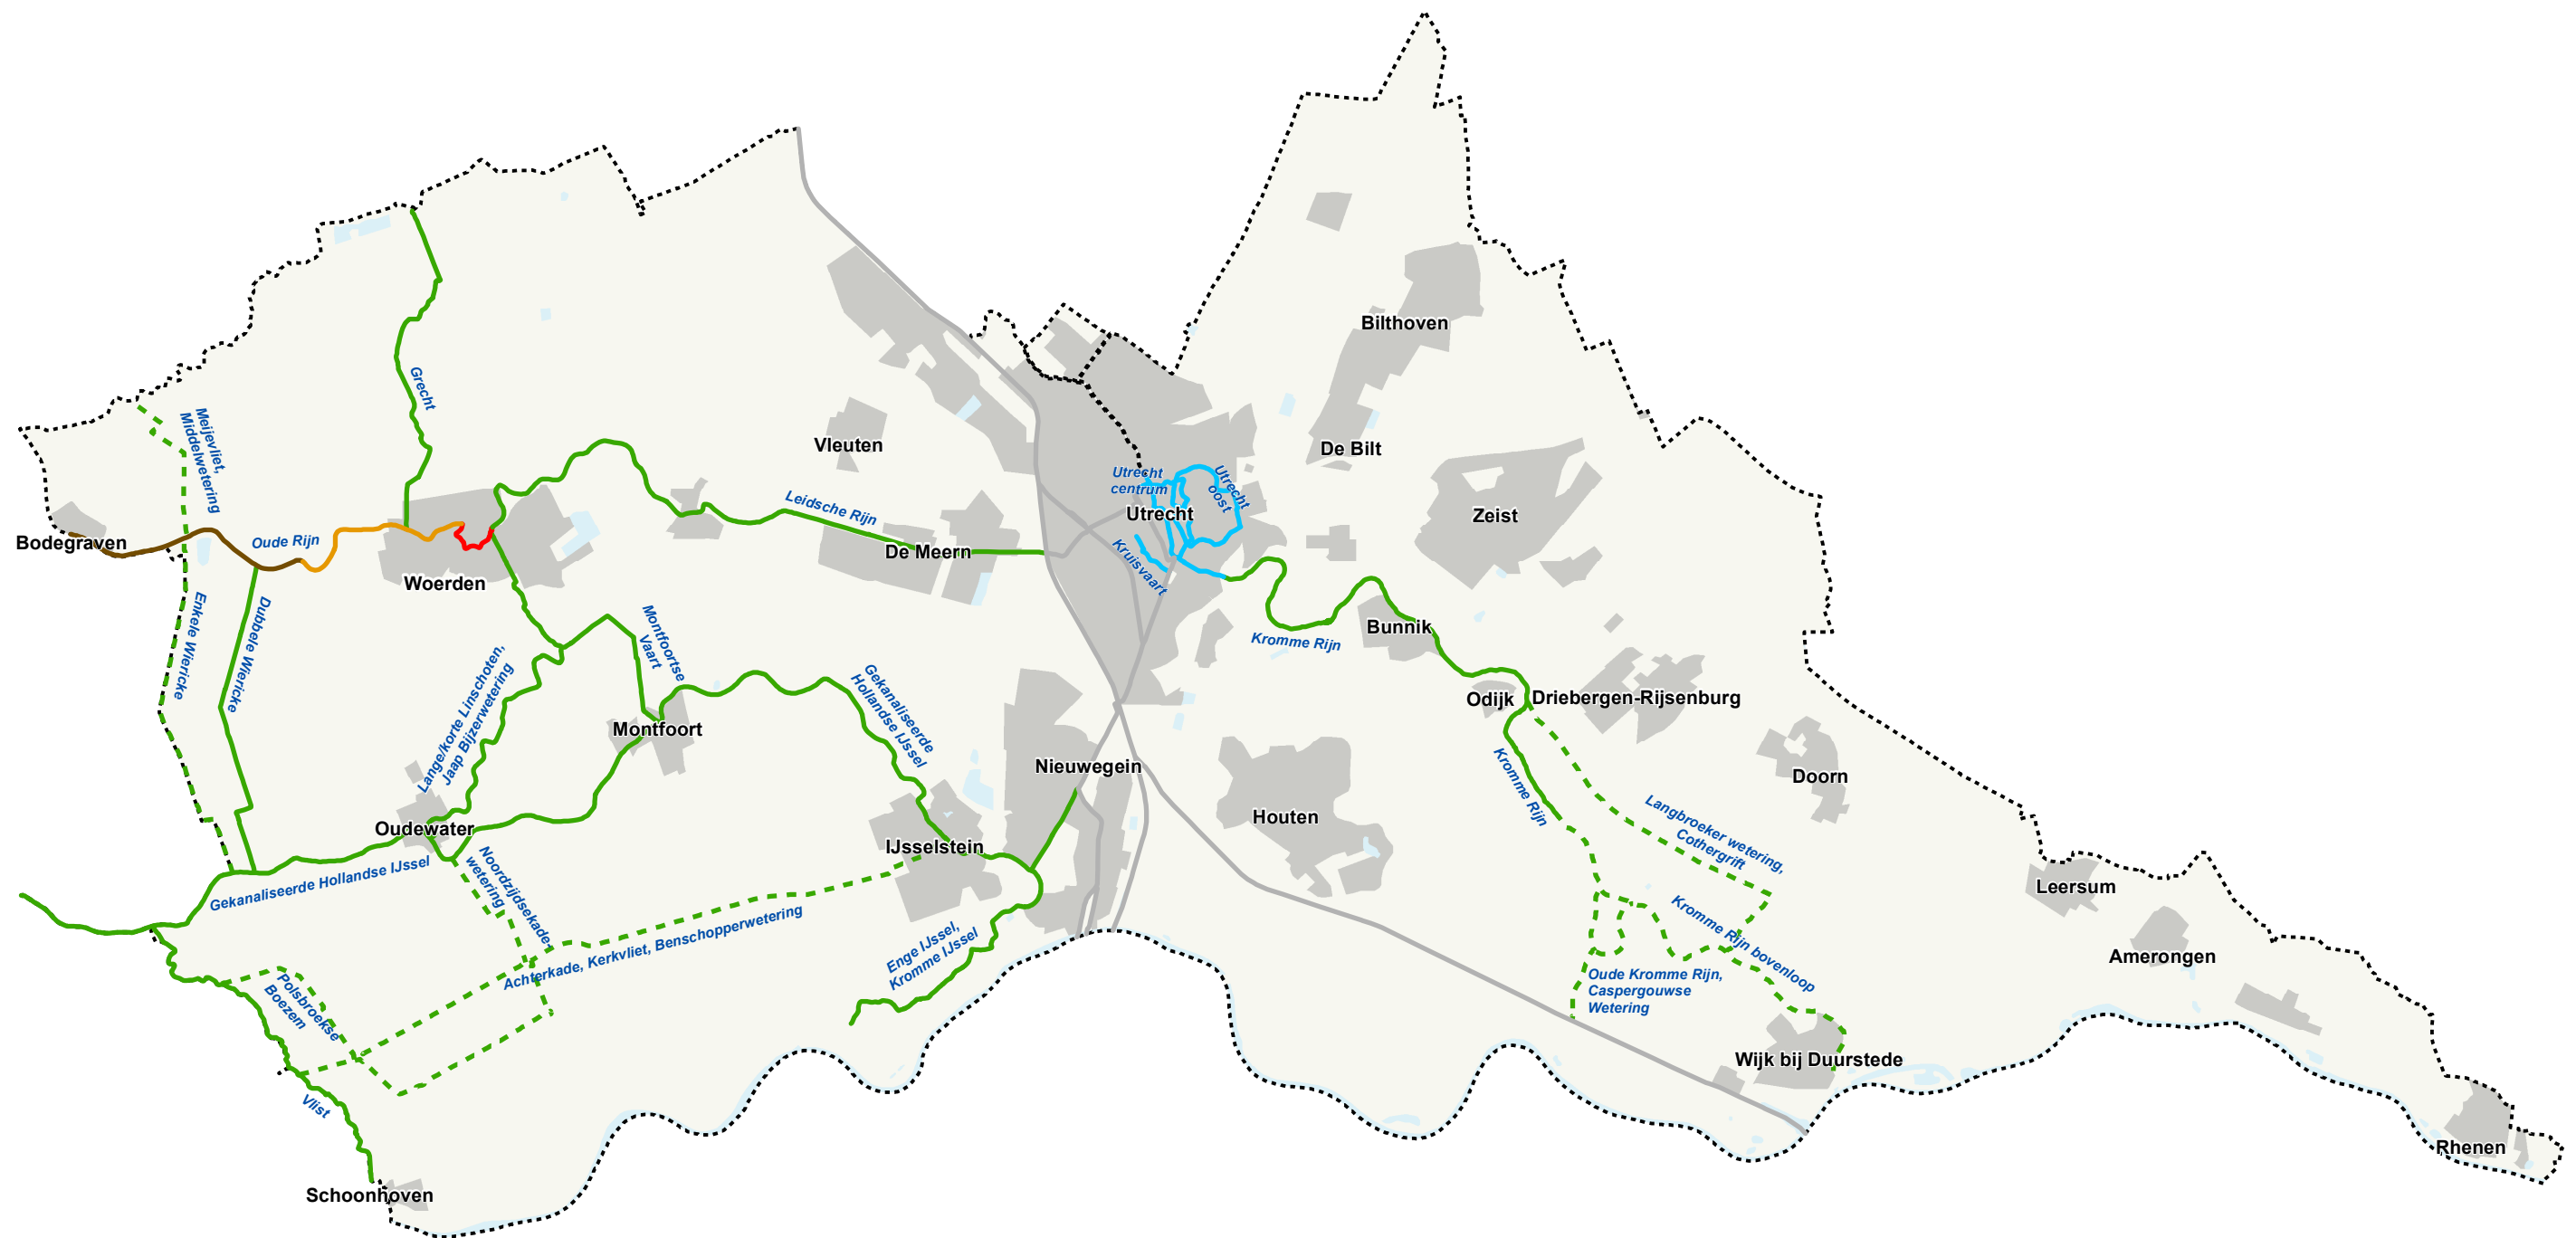 Bilthoven
Grecht
Meijevliet,
Middelwetering
Vleuten
De Bilt
Utrecht
centrum
Utrecht
oost
Leidsche Rijn
Utrecht
Zeist
Bodegraven
Oude Rijn
De Meern
Woerden
Kruisvaart
Enkele Wiericke
Dubbele Wiericke
Montfoortse
Vaart
Kromme Rijn
Bunnik
Lange/korte Linschoten,
Jaap Bijzerwetering
Gekanaliseerde
Hollandse IJssel
Odijk
Driebergen-Rijsenburg
Montfoort
Nieuwegein
Doorn
Kromme Rijn
Houten
Oudewater
IJsselstein
Langbroeker wetering,
Cothergrift
Gekanaliseerde Hollandse IJssel
Noordzijdsekade-
wetering
Leersum
Achterkade, Kerkvliet, Benschopperwetering
Enge IJssel,
Kromme IJssel
Kromme Rijn bovenloop
Amerongen
Oude Kromme Rijn,
Caspergouwse
Wetering
Polsbroekse
Boezem
Wijk bij Duurstede
Vlist
Rhenen
Schoonhoven